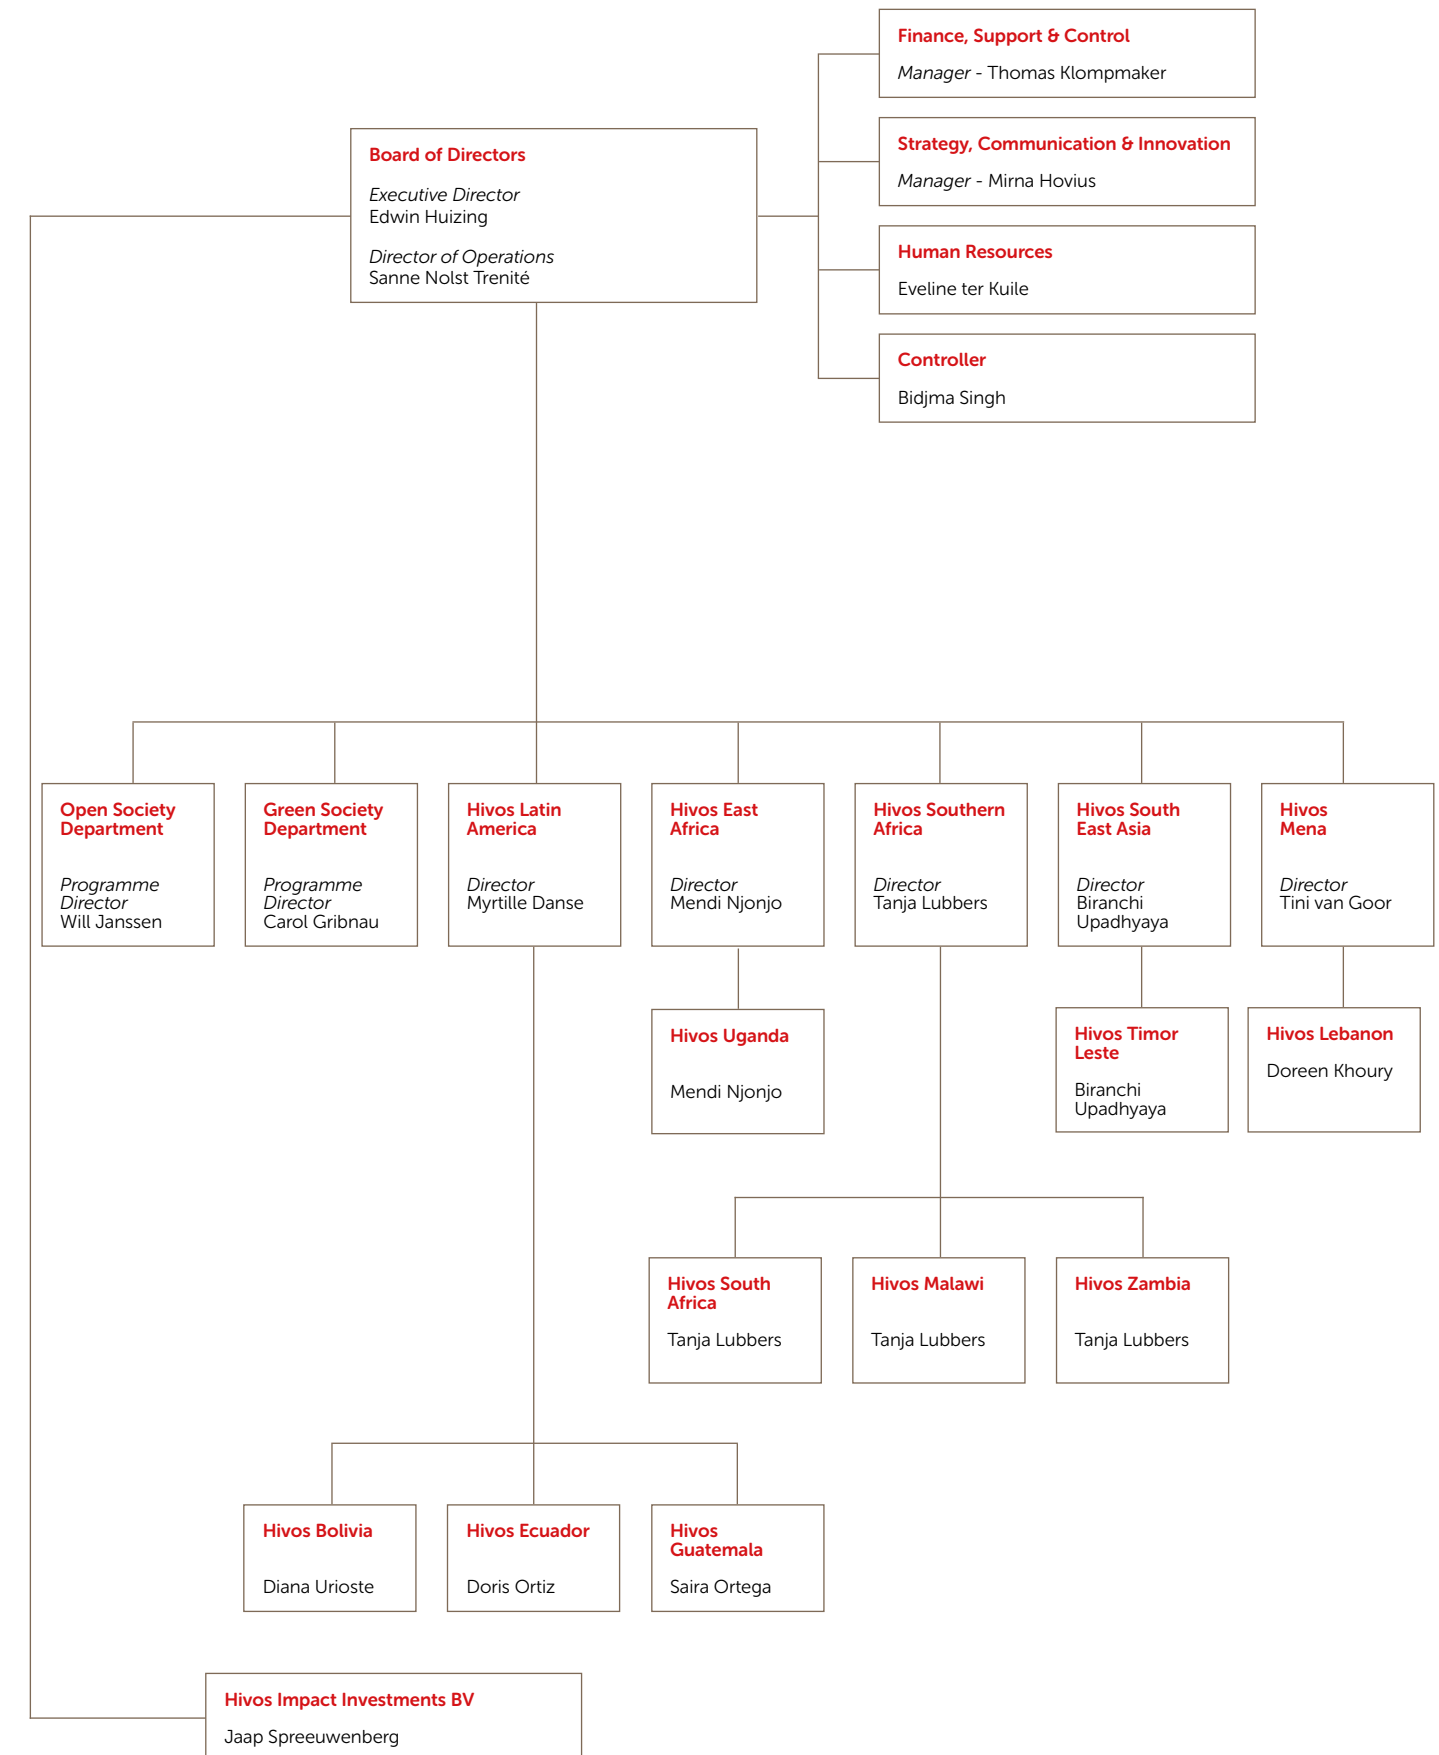 Finance, Support & Control
Manager - Thomas Klompmaker
Strategy, Communication & Innovation
Manager - Mirna Hovius
Board of Directors
Executive Director
Edwin Huizing
Director of Operations
Sanne Nolst Trenité
Human Resources
Eveline ter Kuile
Controller
Bidjma Singh
Open Society
Department
Programme
Director
Will Janssen
Green Society
Department
Programme
Director
Carol Gribnau
Hivos Latin
America
Director
Myrtille Danse
Hivos East
Africa
Director
Mendi Njonjo
Hivos Southern
Africa
Director
Tanja Lubbers
Hivos South
East Asia
Director
Biranchi
Upadhyaya
Hivos
Mena
Director
Tini van Goor
Hivos Uganda
Mendi Njonjo
Hivos Timor
Leste
Biranchi
Upadhyaya
Hivos Lebanon
Doreen Khoury
Hivos South
Africa
Tanja Lubbers
Hivos Malawi
Tanja Lubbers
Hivos Zambia
Tanja Lubbers
Hivos Bolivia
Diana Urioste
Hivos Ecuador
Doris Ortiz
Hivos
Guatemala
Saira Ortega
Hivos Impact Investments BV
Jaap Spreeuwenberg